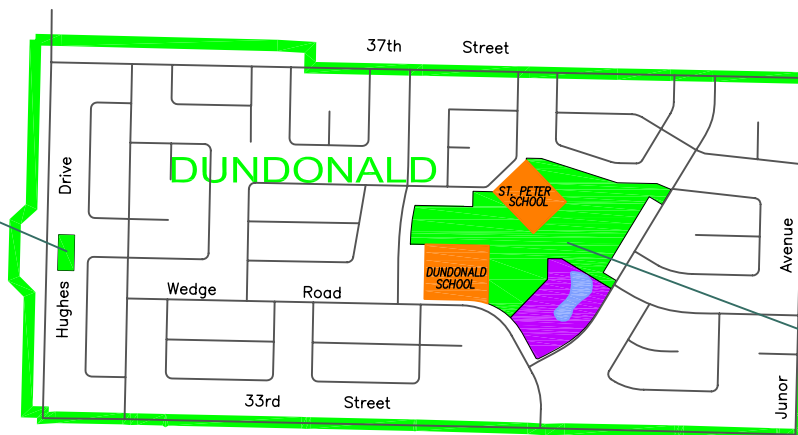 37th Street
Drive
DUNDONALD
ST. PETER
SCHOOL
Avenue
DUNDONALD
SCHOOL
Hughes
Wedge Road
Junor
33rd Street